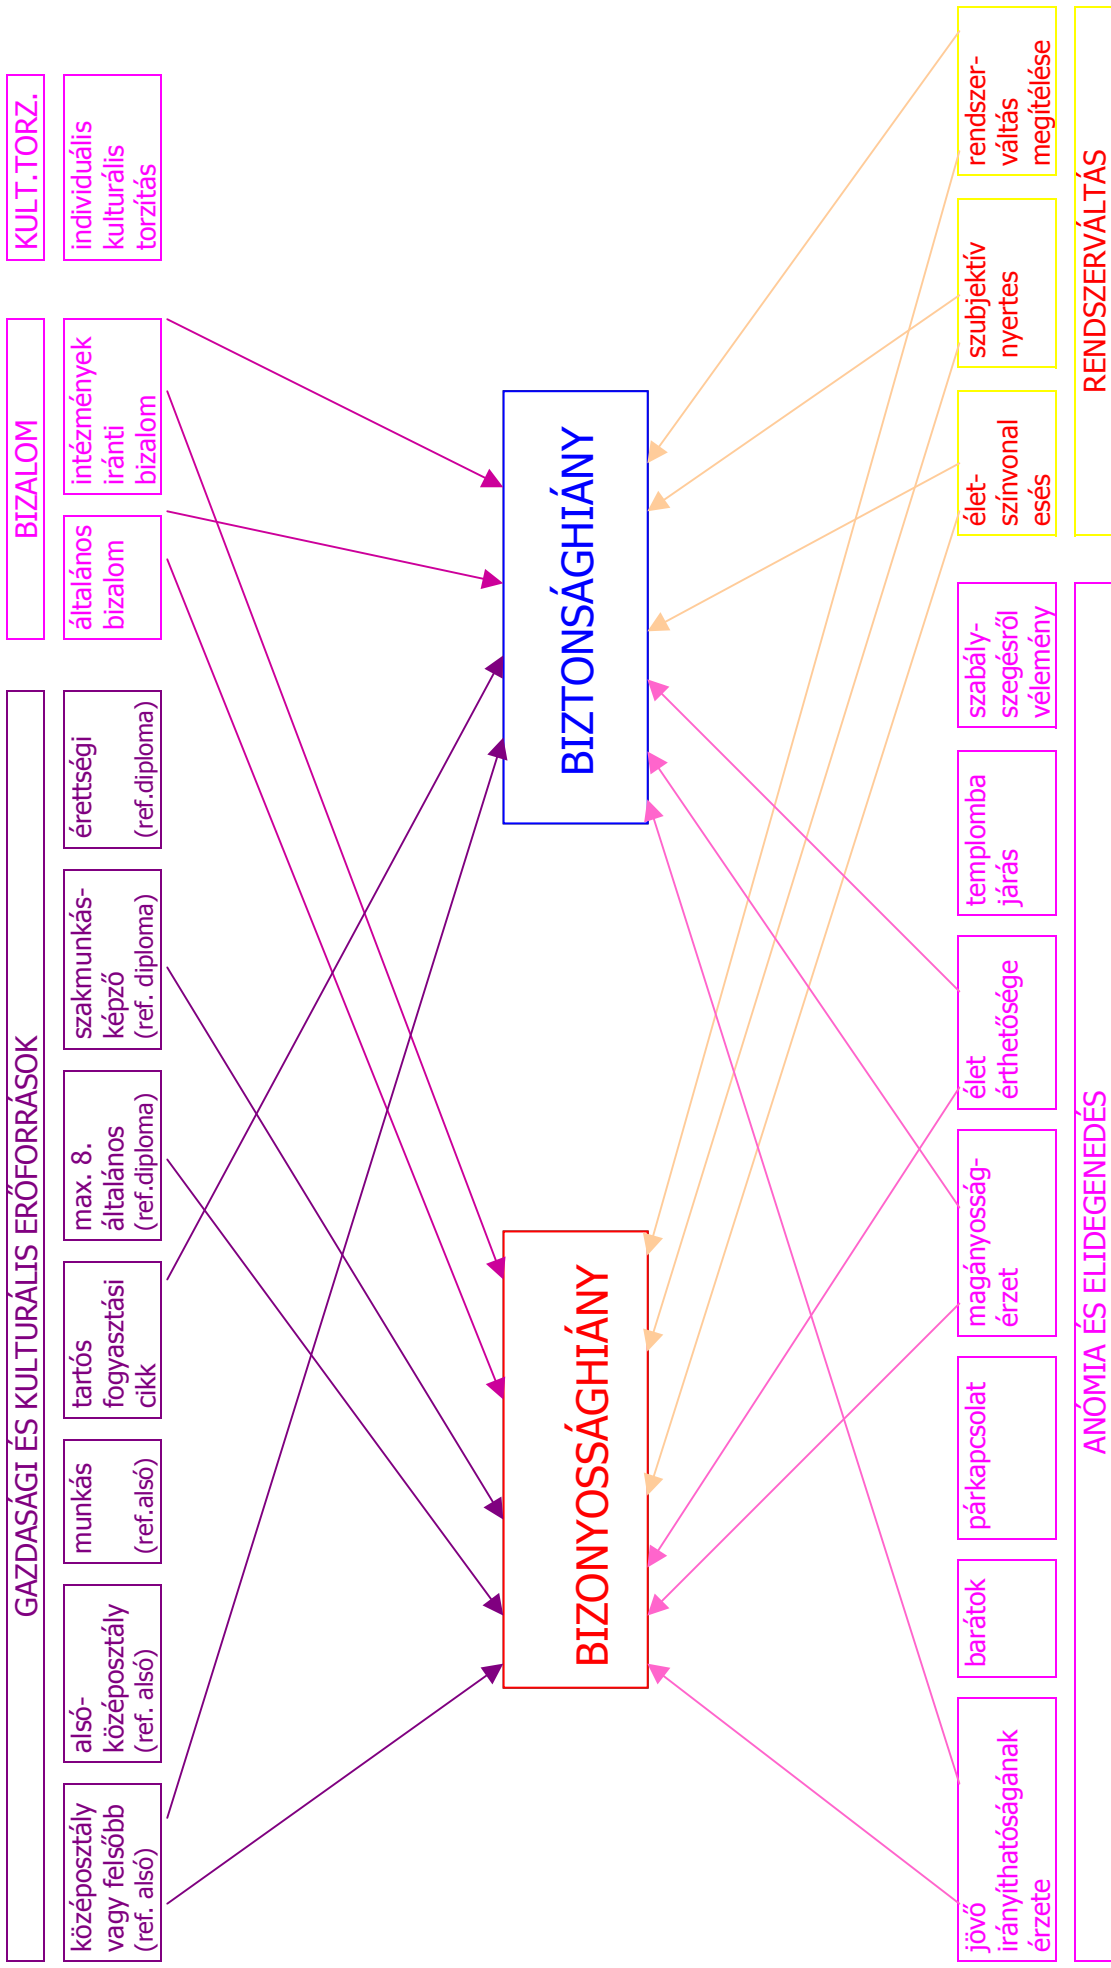 GAZDASÁGI ÉS KULTURÁLIS ERŐFORRÁSOK
BIZALOM
KULT.TORZ.
középosztály
vagy felsőbb
(ref. alsó)
alsó-
középosztály
(ref. alsó)
munkás
(ref.alsó)
tartós
fogyasztási
cikk
max. 8.
általános
(ref.diploma)
szakmunkás-
képző
(ref. diploma)
érettségi
(ref.diploma)
általános
bizalom
intézmények
iránti
bizalom
individuális
kulturális
torzítás
BIZONYOSSÁGHIÁNY
BIZTONSÁGHIÁNY
jövő
irányíthatóságának
érzete
barátok
párkapcsolat
magányosság-
érzet
élet
érthetősége
templomba
járás
szabály-
szegésről
vélemény
élet-
színvonal
esés
szubjektív
nyertes
rendszer-
váltás
megítélése
ANÓMIA ÉS ELIDEGENEDÉS
RENDSZERVÁLTÁS